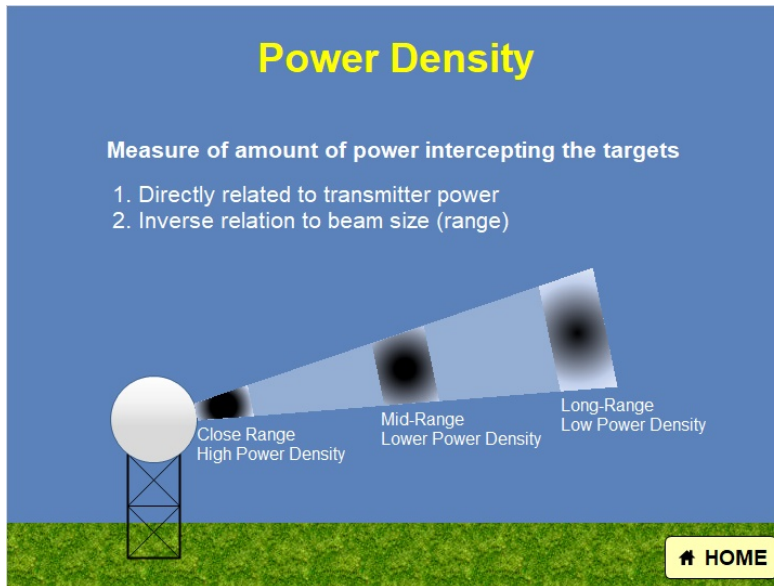 Power Density
Measure of amount of power intercepting the targets
1. Directly related to transmitter power
2. Inverse relation to beam size (range)
Close Range
High Power Density
Mid-Range
Lower Power Density
Long-Range
Low Power Density
HOME